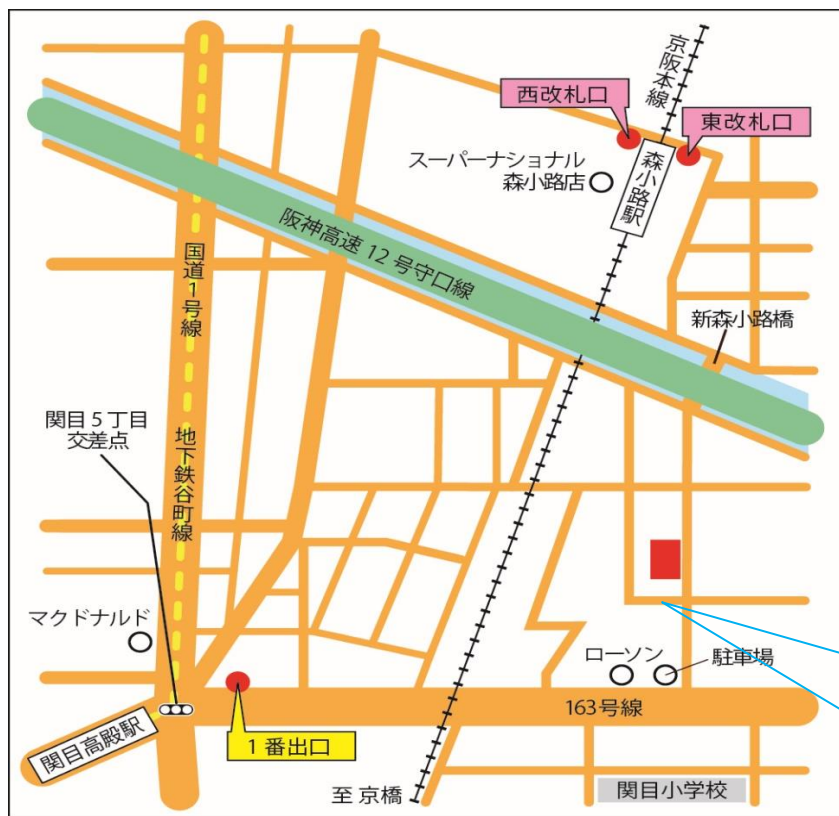 京阪本線
西改札口
東改札口
スーパーナショナル
森小路店
森小路駅
阪神高速12号守口線
国道1号線
新森小路橋
関目5丁目
交差点
地下鉄谷町線
マクドナルド
ローソン
駐車場
163号線
関目高殿駅
1番出口
至 京橋
関目小学校